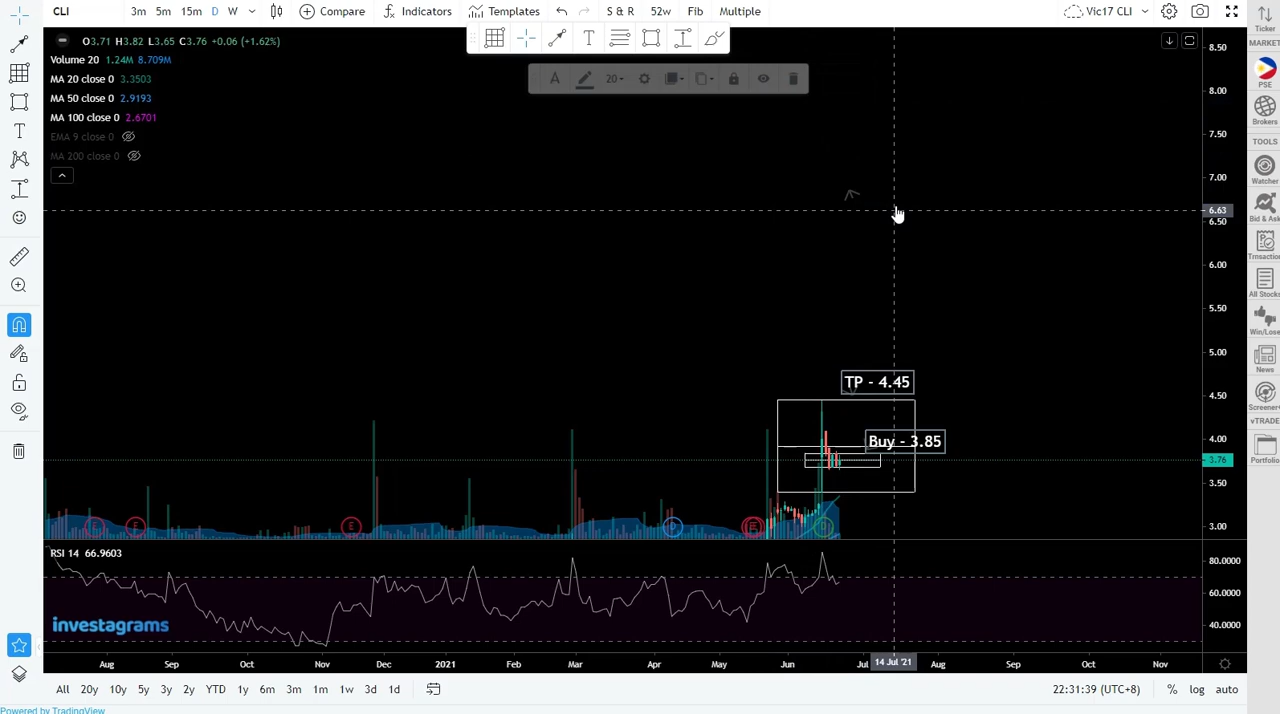 CLI 3m 5m 15m D W Compare Indicators Templates S & R 52w Fib Multiple Vic17 CLI
O3.71 H3.82 L3.65 C3.76 +0.06 (+1.62%)
Volume 20 1.24M 8.709M
MA 20 close 0 3.3503
MA 50 close 0 2.9193
MA 100 close 0 2.6701
EMA 9 close 0
MA 200 close 0
20
TP - 4.45
Buy - 3.85
8.50
8.00
7.50
7.00
6.63
6.50
6.00
5.50
5.00
4.50
4.00
3.76
3.50
3.00
E E E D E D
RSI 14 66.9603
80.0000
60.0000
40.0000
investagrams
Aug Sep Oct Nov Dec 2021 Feb Mar Apr May Jun Jul 14 Jul '21 Aug Sep Oct Nov
All 20y 10y 5y 3y 2y YTD 1y 6m 3m 1m 1w 3d 1d 22:31:39 (UTC+8) % log auto
Powered by TradingView
Ticker
MARKET
PSE
Brokers
TOOLS
Watcher
Bid & Ask
Trnsaction
All Stocks
Win/Lose
News
Screener+
vTRADE
Portfolio